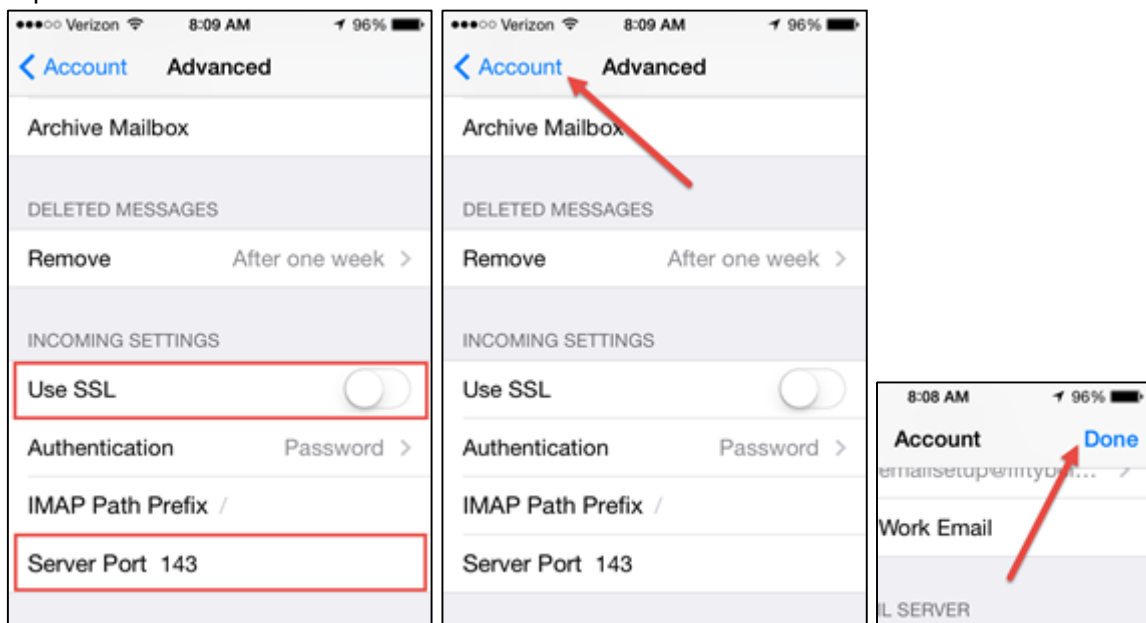 Verizon 8:09 AM 96%
Account Advanced
Archive Mailbox
DELETED MESSAGES
Remove After one week
INCOMING SETTINGS
Use SSL
Authentication Password
IMAP Path Prefix /
Server Port 143
Verizon 8:09 AM 96%
Account Advanced
Archive Mailbox
DELETED MESSAGES
Remove After one week
INCOMING SETTINGS
Use SSL
Authentication Password
IMAP Path Prefix /
Server Port 143
8:08 AM 96%
Account Done
Work Email
IL SERVER